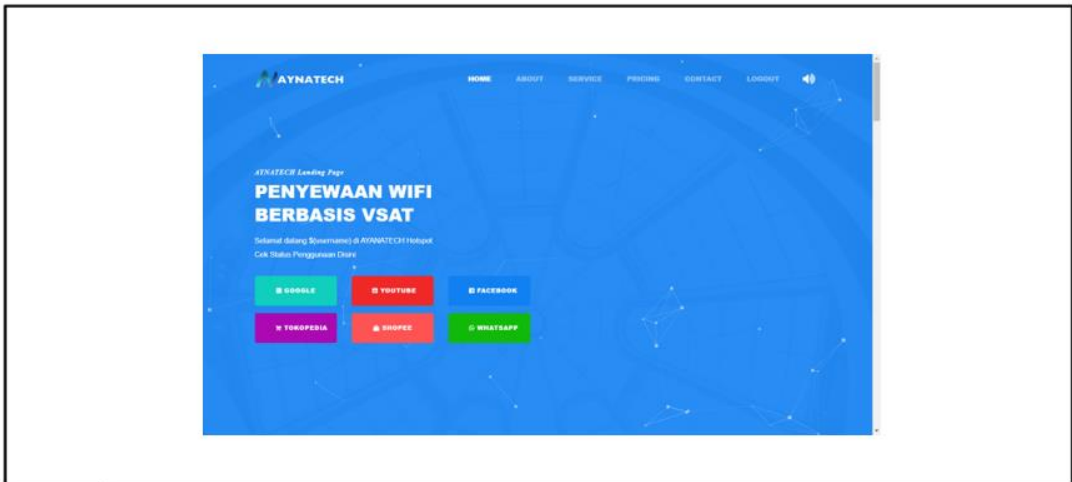 AYNATECH
HOME ABOUT SERVICE PRICING CONTACT LOGOUT
AYNATECH Landing Page
PENYEWAAN WIFI
BERBASIS VSAT
Selamat datang $(username) di AYANATECH Hotspot
Cek Status Penggunaan Disini
GOOGLE YOUTUBE FACEBOOK
TOKOPEDIA SHOPEE WHATSAPP